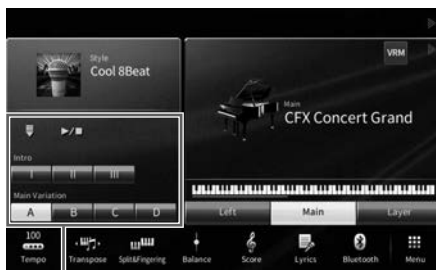 Style
Cool 8Beat
VRM
Main
CFX Concert Grand
Intro
I II III
Main Variation
A B C D
Left Main Layer
100
Tempo Transpose Split&Fingering Balance Score Lyrics Bluetooth Menu